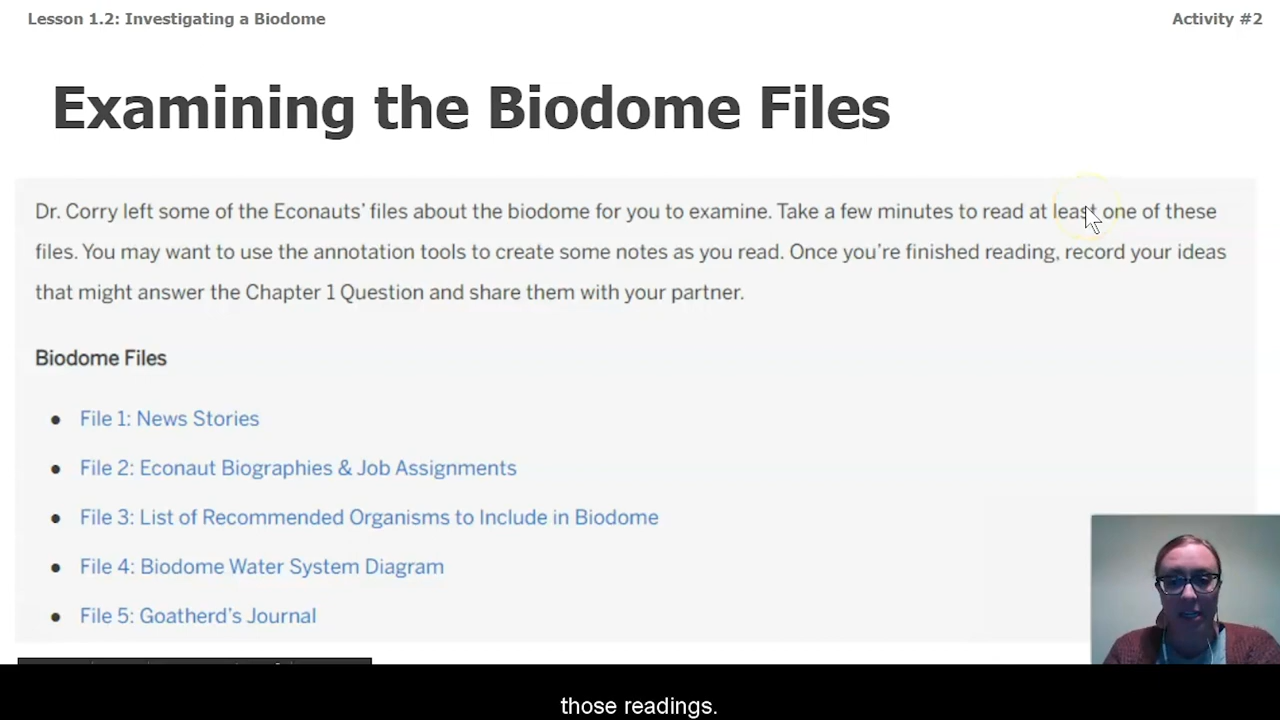 Lesson 1.2: Investigating a Biodome
Activity #2
Examining the Biodome Files
Dr. Corry left some of the Econauts’ files about the biodome for you to examine. Take a few minutes to read at least one of these
files. You may want to use the annotation tools to create some notes as you read. Once you’re finished reading, record your ideas
that might answer the Chapter 1 Question and share them with your partner.
Biodome Files
● File 1: News Stories
● File 2: Econaut Biographies & Job Assignments
● File 3: List of Recommended Organisms to Include in Biodome
● File 4: Biodome Water System Diagram
● File 5: Goatherd’s Journal
those readings.